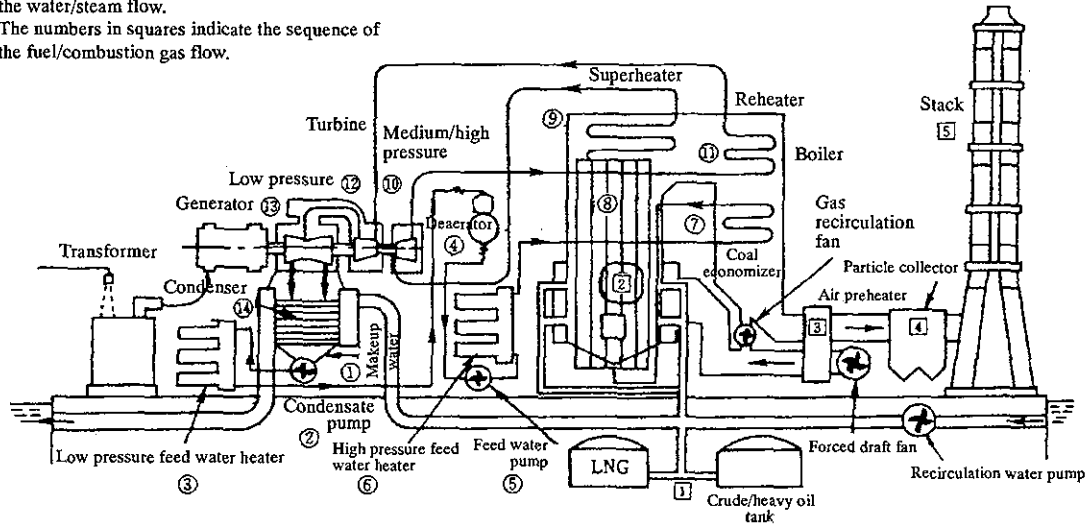 the water/steam flow.
The numbers in squares indicate the sequence of
the fuel/combustion gas flow.
Superheater
Reheater
Stack
5
⑨
Turbine
Medium/high
pressure
⑪
Boiler
Low pressure
⑫
⑩
Generator
⑬
⑧
Gas
recirculation
fan
Deaerator
④
⑦
Transformer
Coal
economizer
Particle collector
Condenser
2
Air preheater
⑭
3
4
Makeup
water
①
Condensate
pump
②
High pressure feed
water heater
⑥
Feed water
pump
⑤
Forced draft fan
Recirculation water pump
Low pressure feed water heater
③
LNG
1
Crude/heavy oil
tank